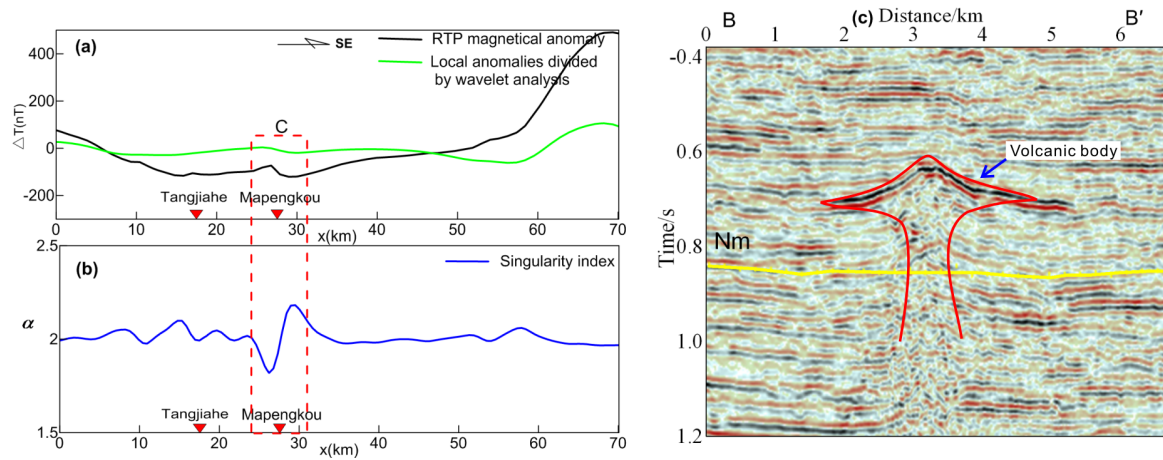 (a)
SE
RTP magnetical anomaly
Local anomalies divided
by wavelet analysis
C
△T(nT)
400
200
0
-200
Tangjiahe
Mapengkou
0 10 20 30 40 50 60 70
x(km)
(b)
Singularity index
α
2.5
2
1.5
Tangjiahe
Mapengkou
0 10 20 30 40 50 60 70
x(km)
B (c) Distance/km B′
0 1 2 3 4 5 6
Time/s
-0.4
0.6
0.8
1.0
1.2
Volcanic body
Nm